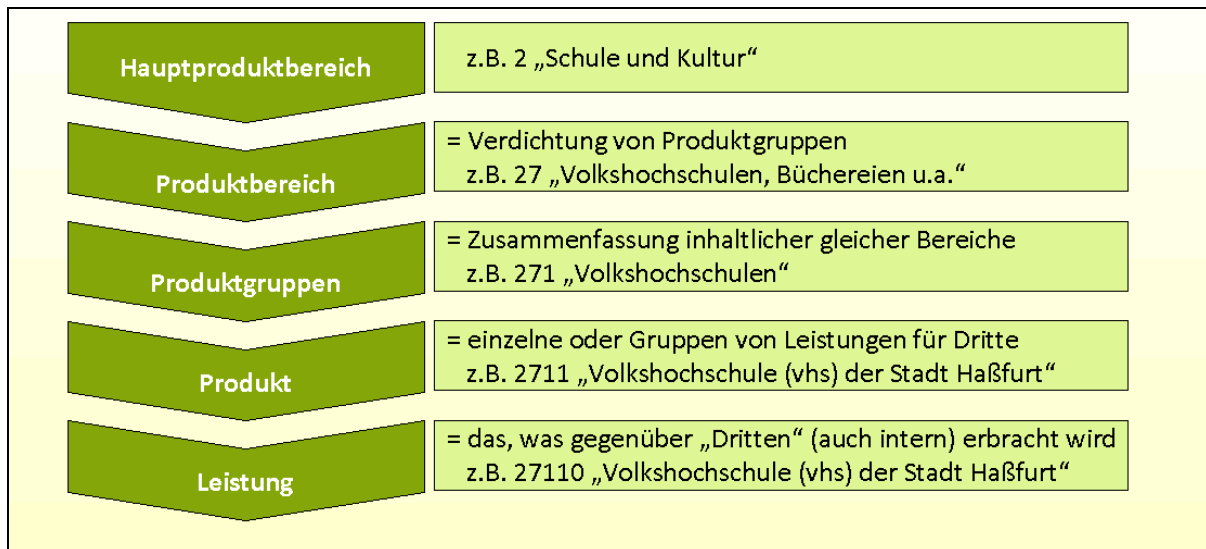 Hauptproduktbereich
z.B. 2 „Schule und Kultur“
Produktbereich
= Verdichtung von Produktgruppen
z.B. 27 „Volkshochschulen, Büchereien u.a.“
Produktgruppen
= Zusammenfassung inhaltlicher gleicher Bereiche
z.B. 271 „Volkshochschulen“
Produkt
= einzelne oder Gruppen von Leistungen für Dritte
z.B. 2711 „Volkshochschule (vhs) der Stadt Haßfurt“
Leistung
= das, was gegenüber „Dritten“ (auch intern) erbracht wird
z.B. 27110 „Volkshochschule (vhs) der Stadt Haßfurt“